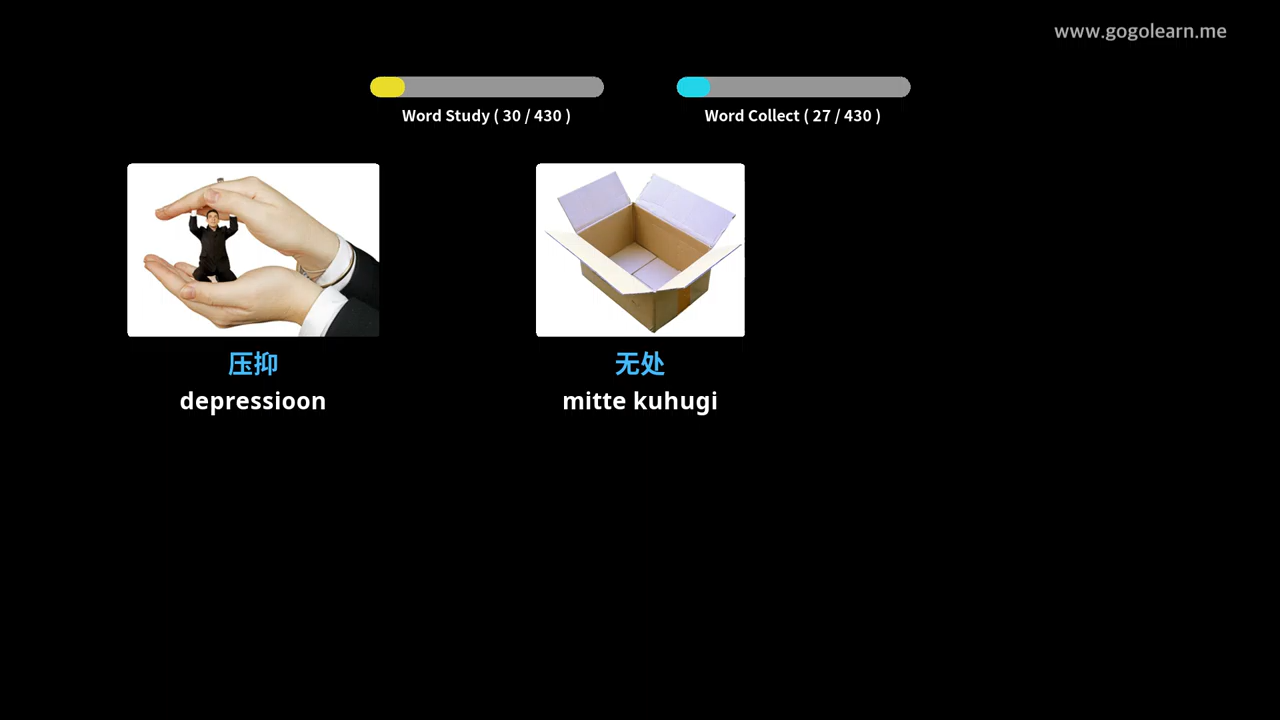 www.gogolearn.me
Word Study ( 30 / 430 )
Word Collect ( 27 / 430 )
压抑
depressioon
无处
mitte kuhugi